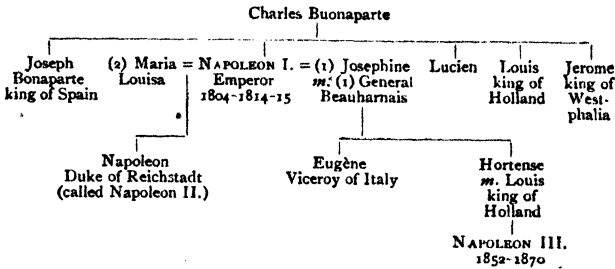 Charles Buonaparte
Joseph
Bonaparte
king of Spain
(2) Maria = NAPOLEON I. = (1) Josephine
Louisa
Emperor
1804-1814-15
m. (1) General
Beauharnais
Lucien
Louis
king of
Holland
Jerome
king of
West-
phalia
Napoleon
Duke of Reichstadt
(called Napoleon II.)
Eugène
Viceroy of Italy
Hortense
m. Louis
king of
Holland
NAPOLEON III.
1852-1870